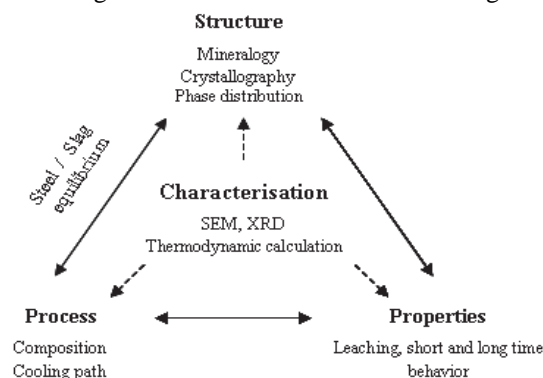 Structure
Mineralogy
Crystallography
Phase distribution
Steel / Slag
equilibrium
Characterisation
SEM, XRD
Thermodynamic calculation
Process
Composition
Cooling path
Properties
Leaching, short and long time
behavior